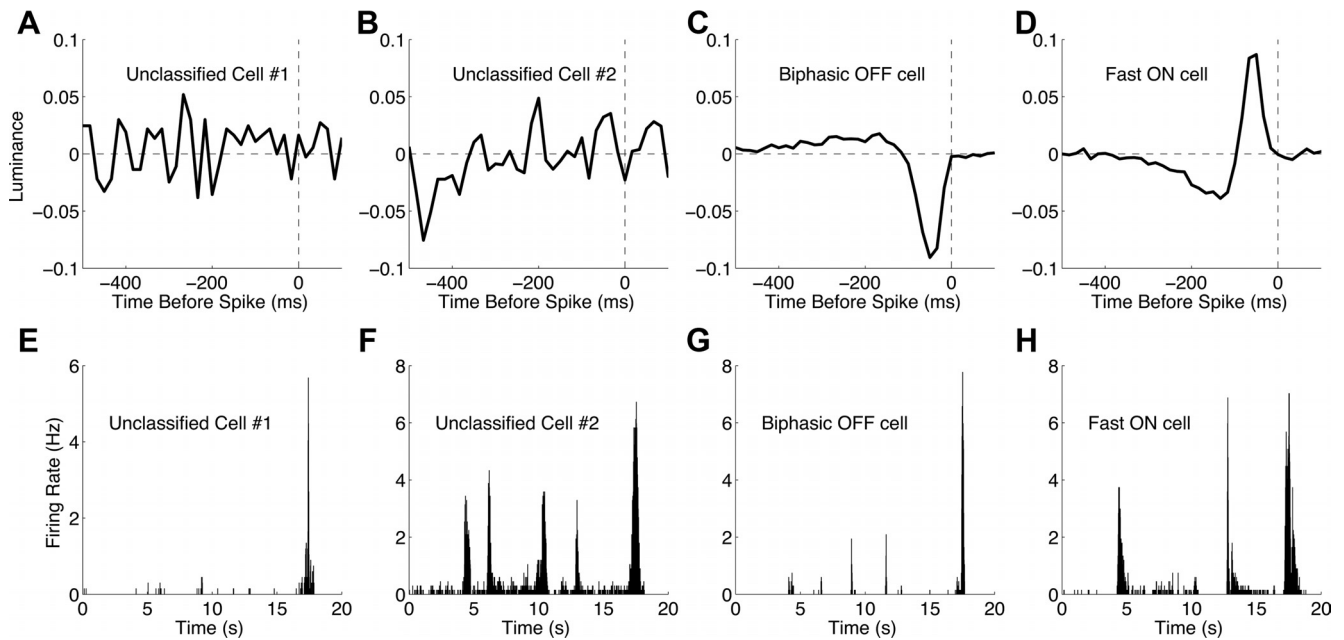 A
B
C
D
0.1
0.05
0
−0.05
−0.1
Luminance
Unclassified Cell #1
−400
−200
0
Time Before Spike (ms)
0.1
0.05
0
−0.05
−0.1
Unclassified Cell #2
−400
−200
0
Time Before Spike (ms)
0.1
0.05
0
−0.05
−0.1
Biphasic OFF cell
−400
−200
0
Time Before Spike (ms)
0.1
0.05
0
−0.05
−0.1
Fast ON cell
−400
−200
0
Time Before Spike (ms)
E
F
G
H
6
4
2
0
Firing Rate (Hz)
Unclassified Cell #1
0
5
10
15
20
Time (s)
8
6
4
2
0
Unclassified Cell #2
0
5
10
15
20
Time (s)
8
6
4
2
0
Biphasic OFF cell
0
5
10
15
20
Time (s)
8
6
4
2
0
Fast ON cell
0
5
10
15
20
Time (s)